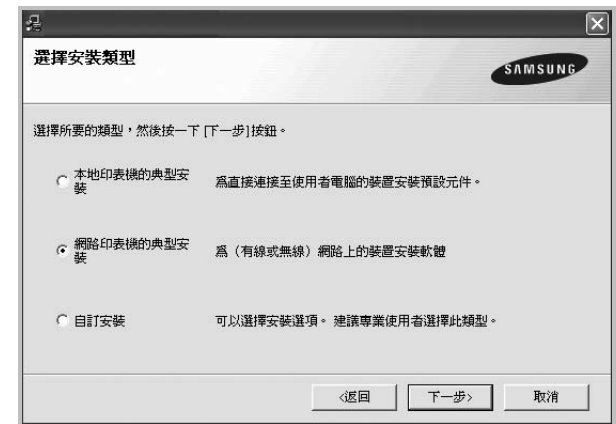 選擇安裝類型
SAMSUNG
選擇所要的類型，然後按一下 [下一步]按鈕。
本地印表機的典型安
裝
爲直接連接至使用者電腦的裝置安裝預設元件。
網路印表機的典型安
裝
爲（有線或無線）網路上的裝置安裝軟體
自訂安裝
可以選擇安裝選項。 建議專業使用者選擇此類型。
<返回
下一步>
取消